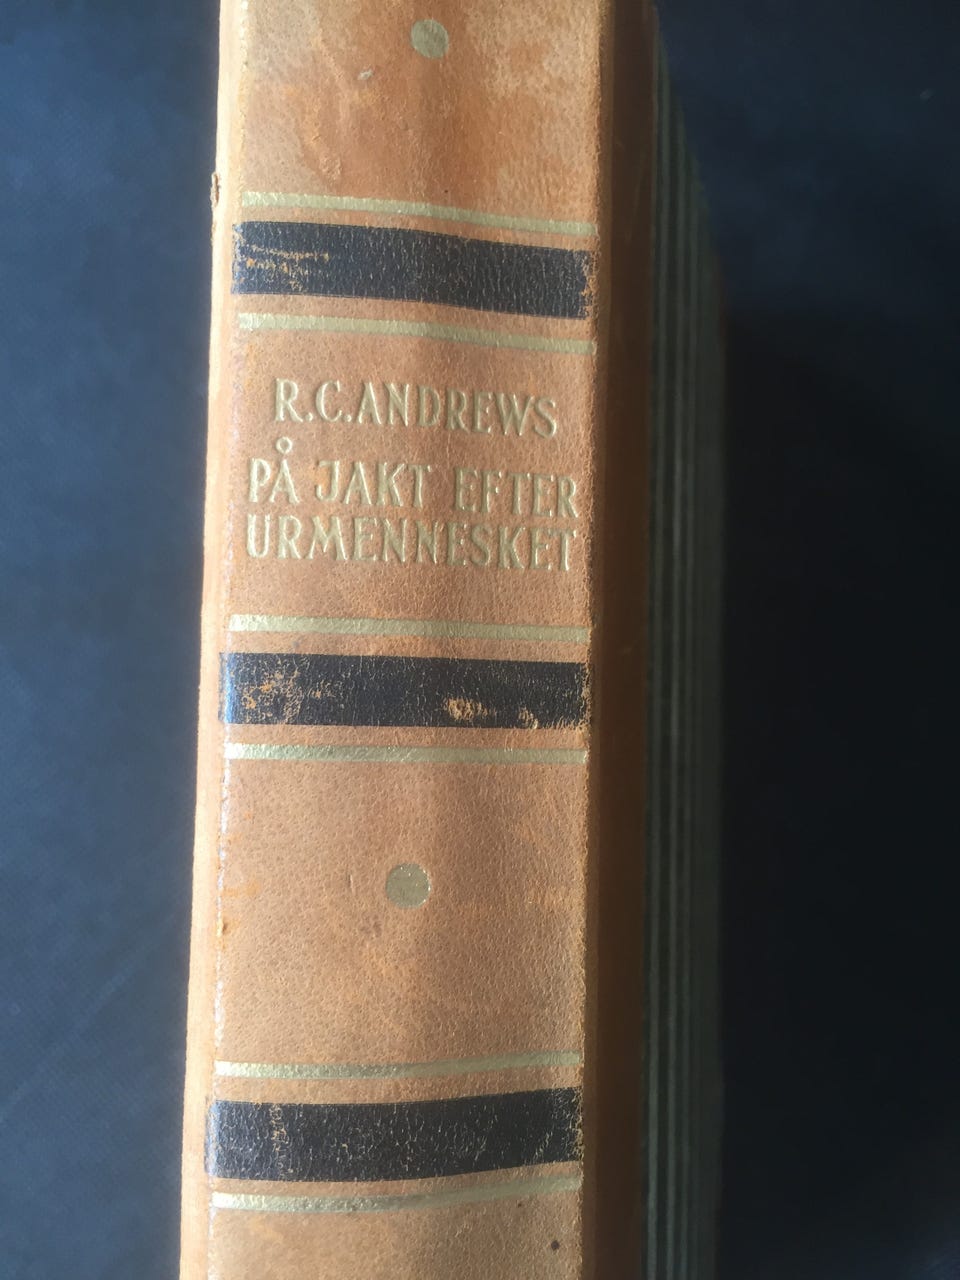 R.C.ANDREWS
PÅ JAKT EFTER
URMENNESKET